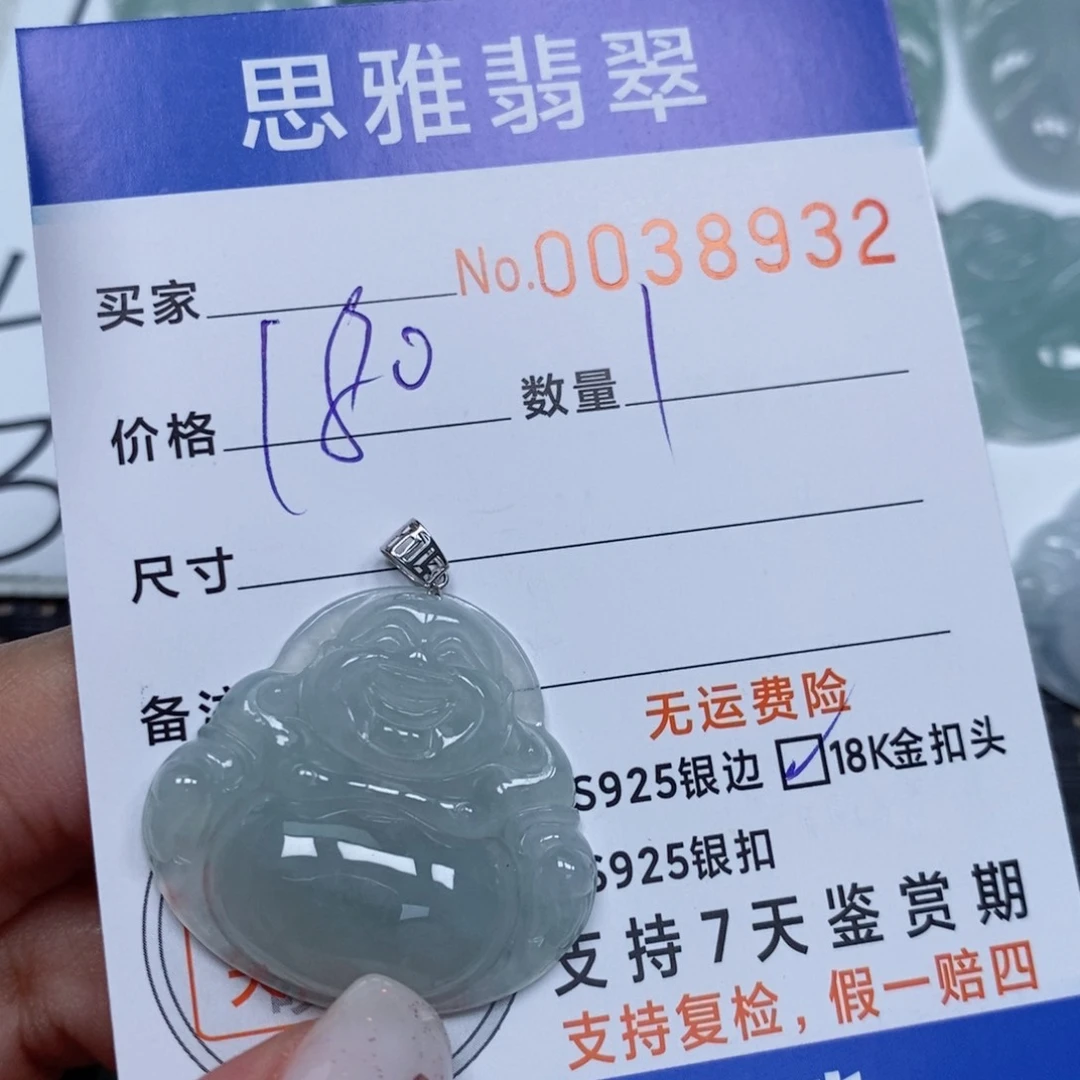 思雅翡翠
买家 No.0038932
价格 180 数量 1
尺寸
备注
无运费险
S925银边 ☑18K金扣头
S925银扣
支持7天鉴赏期
支持复检，假一赔四